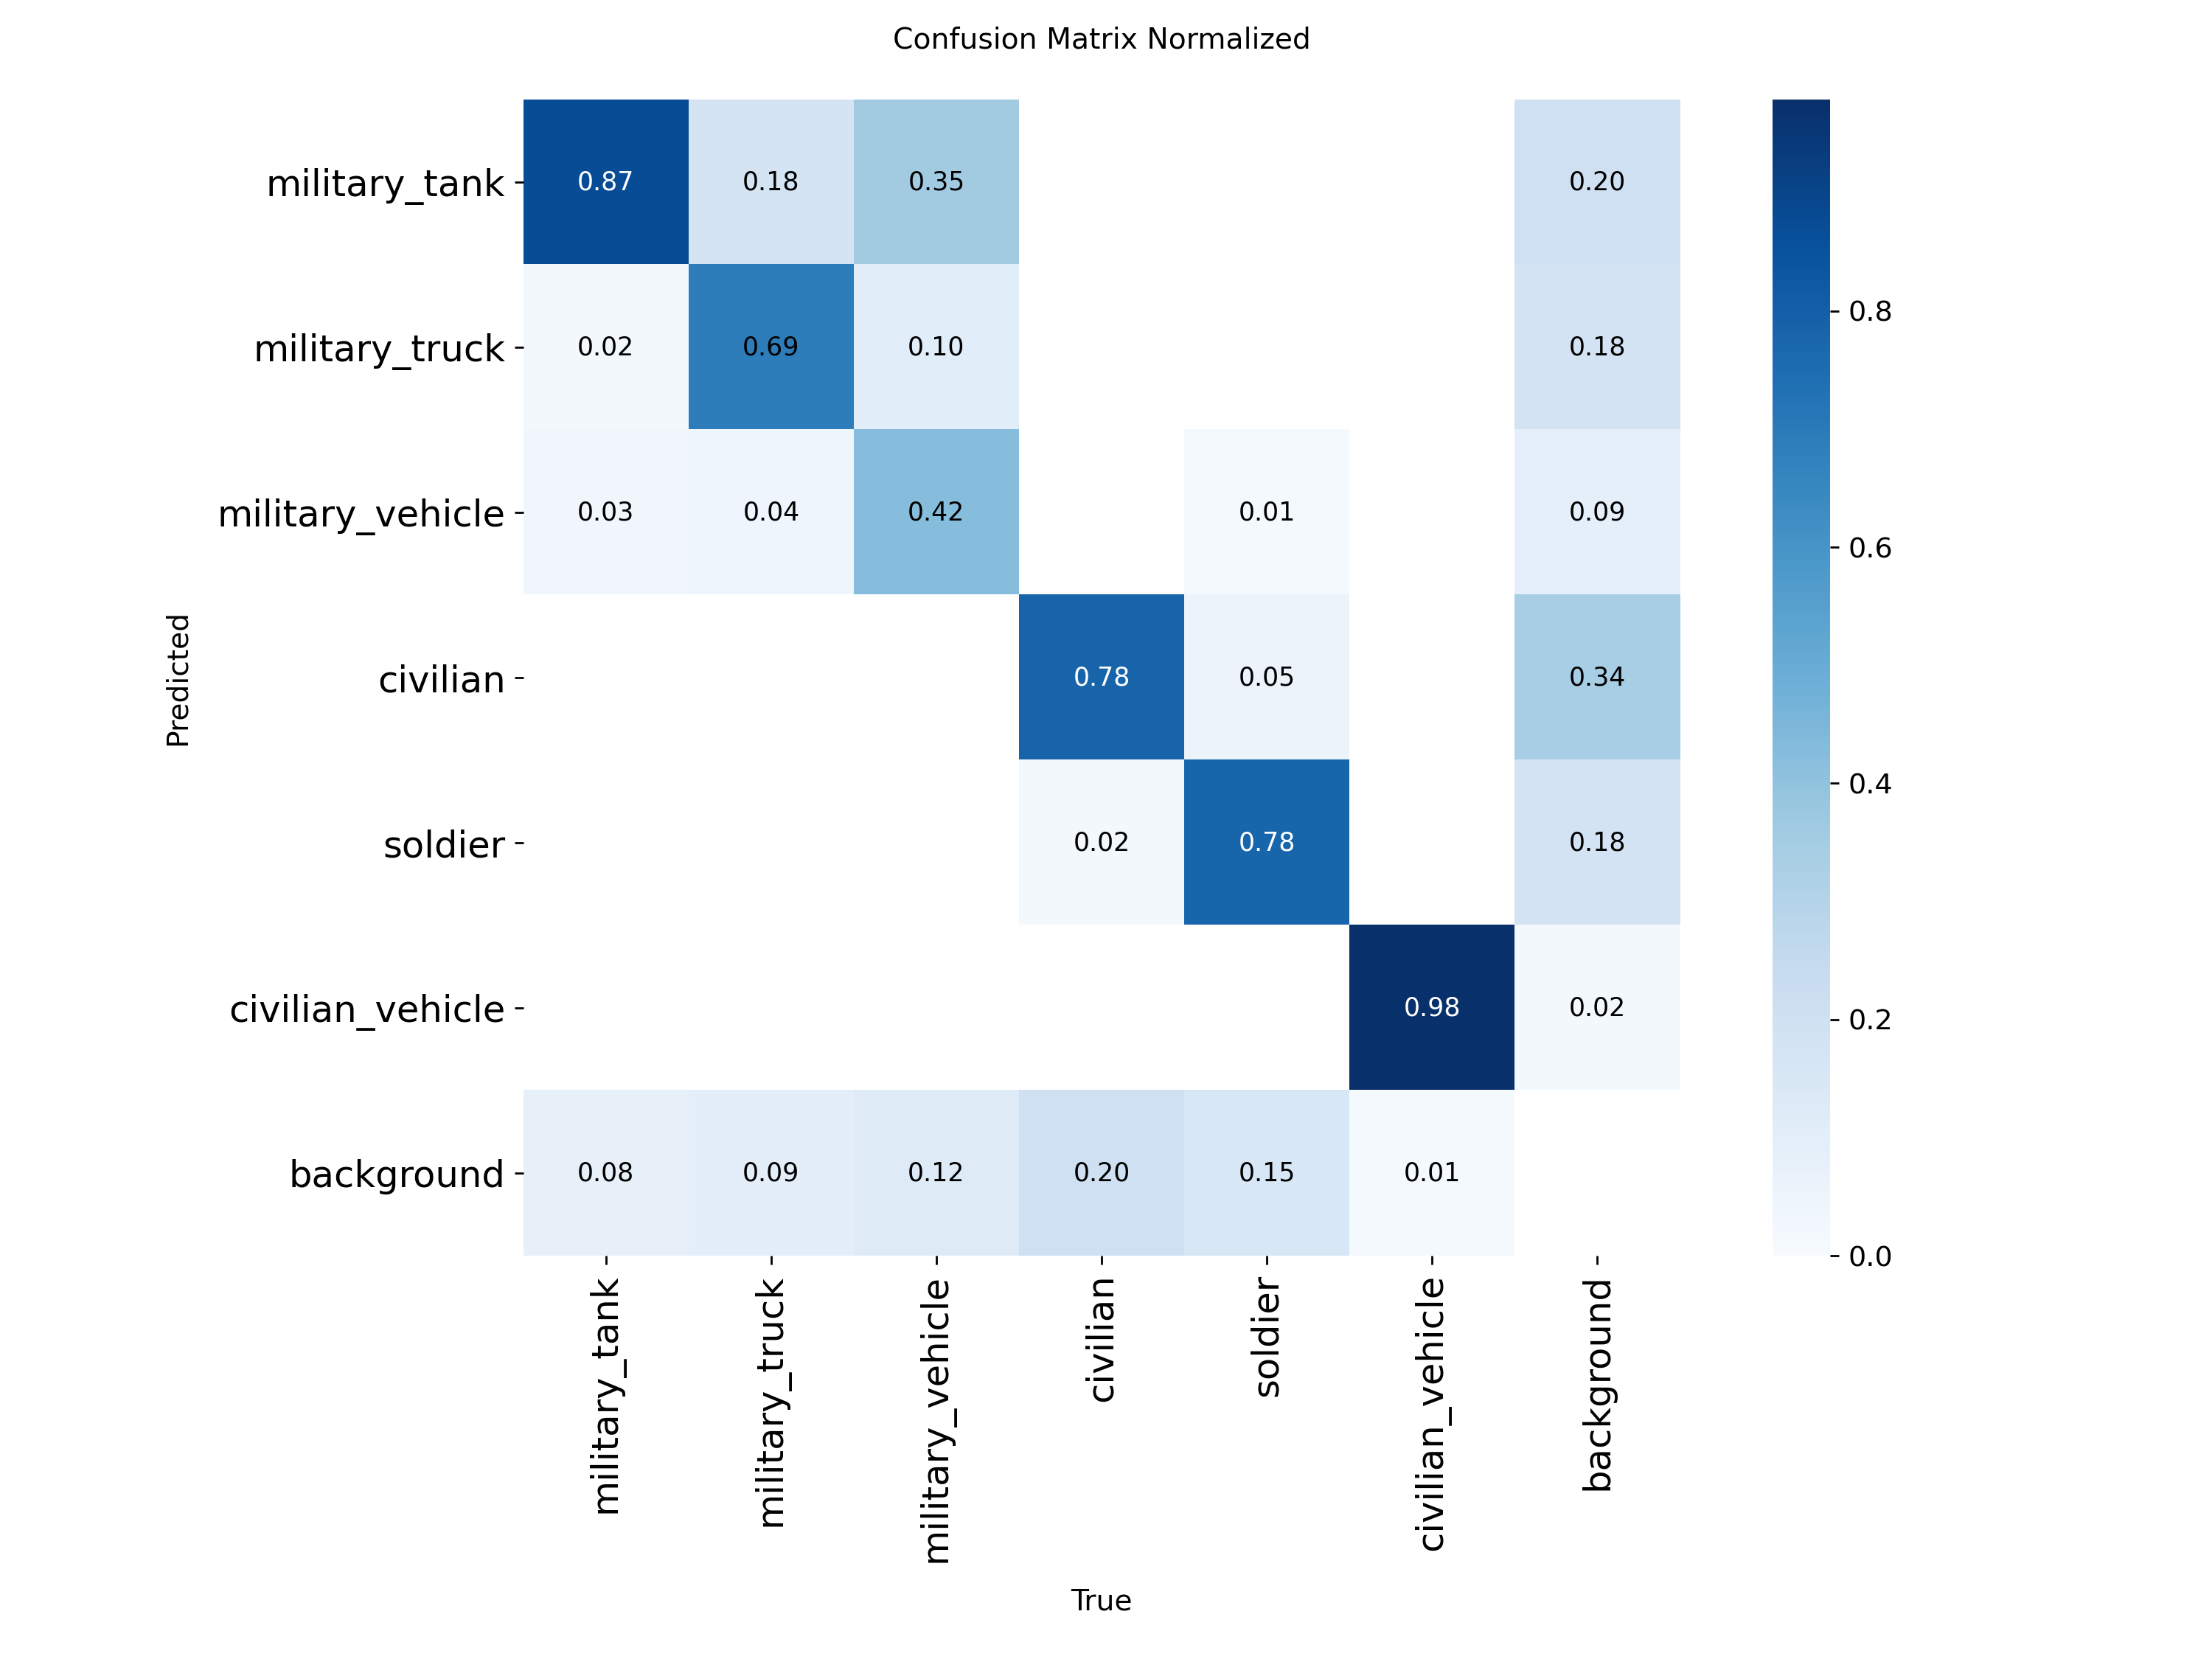 Confusion Matrix Normalized
military_tank 0.87 0.18 0.35 0.20
military_truck 0.02 0.69 0.10 0.18 0.8
military_vehicle 0.03 0.04 0.42 0.01 0.09 0.6
Predicted
civilian 0.78 0.05 0.34
soldier 0.02 0.78 0.18 0.4
civilian_vehicle 0.98 0.02 0.2
background 0.08 0.09 0.12 0.20 0.15 0.01
0.0
military_tank
military_truck
military_vehicle
civilian
soldier
civilian_vehicle
background
True